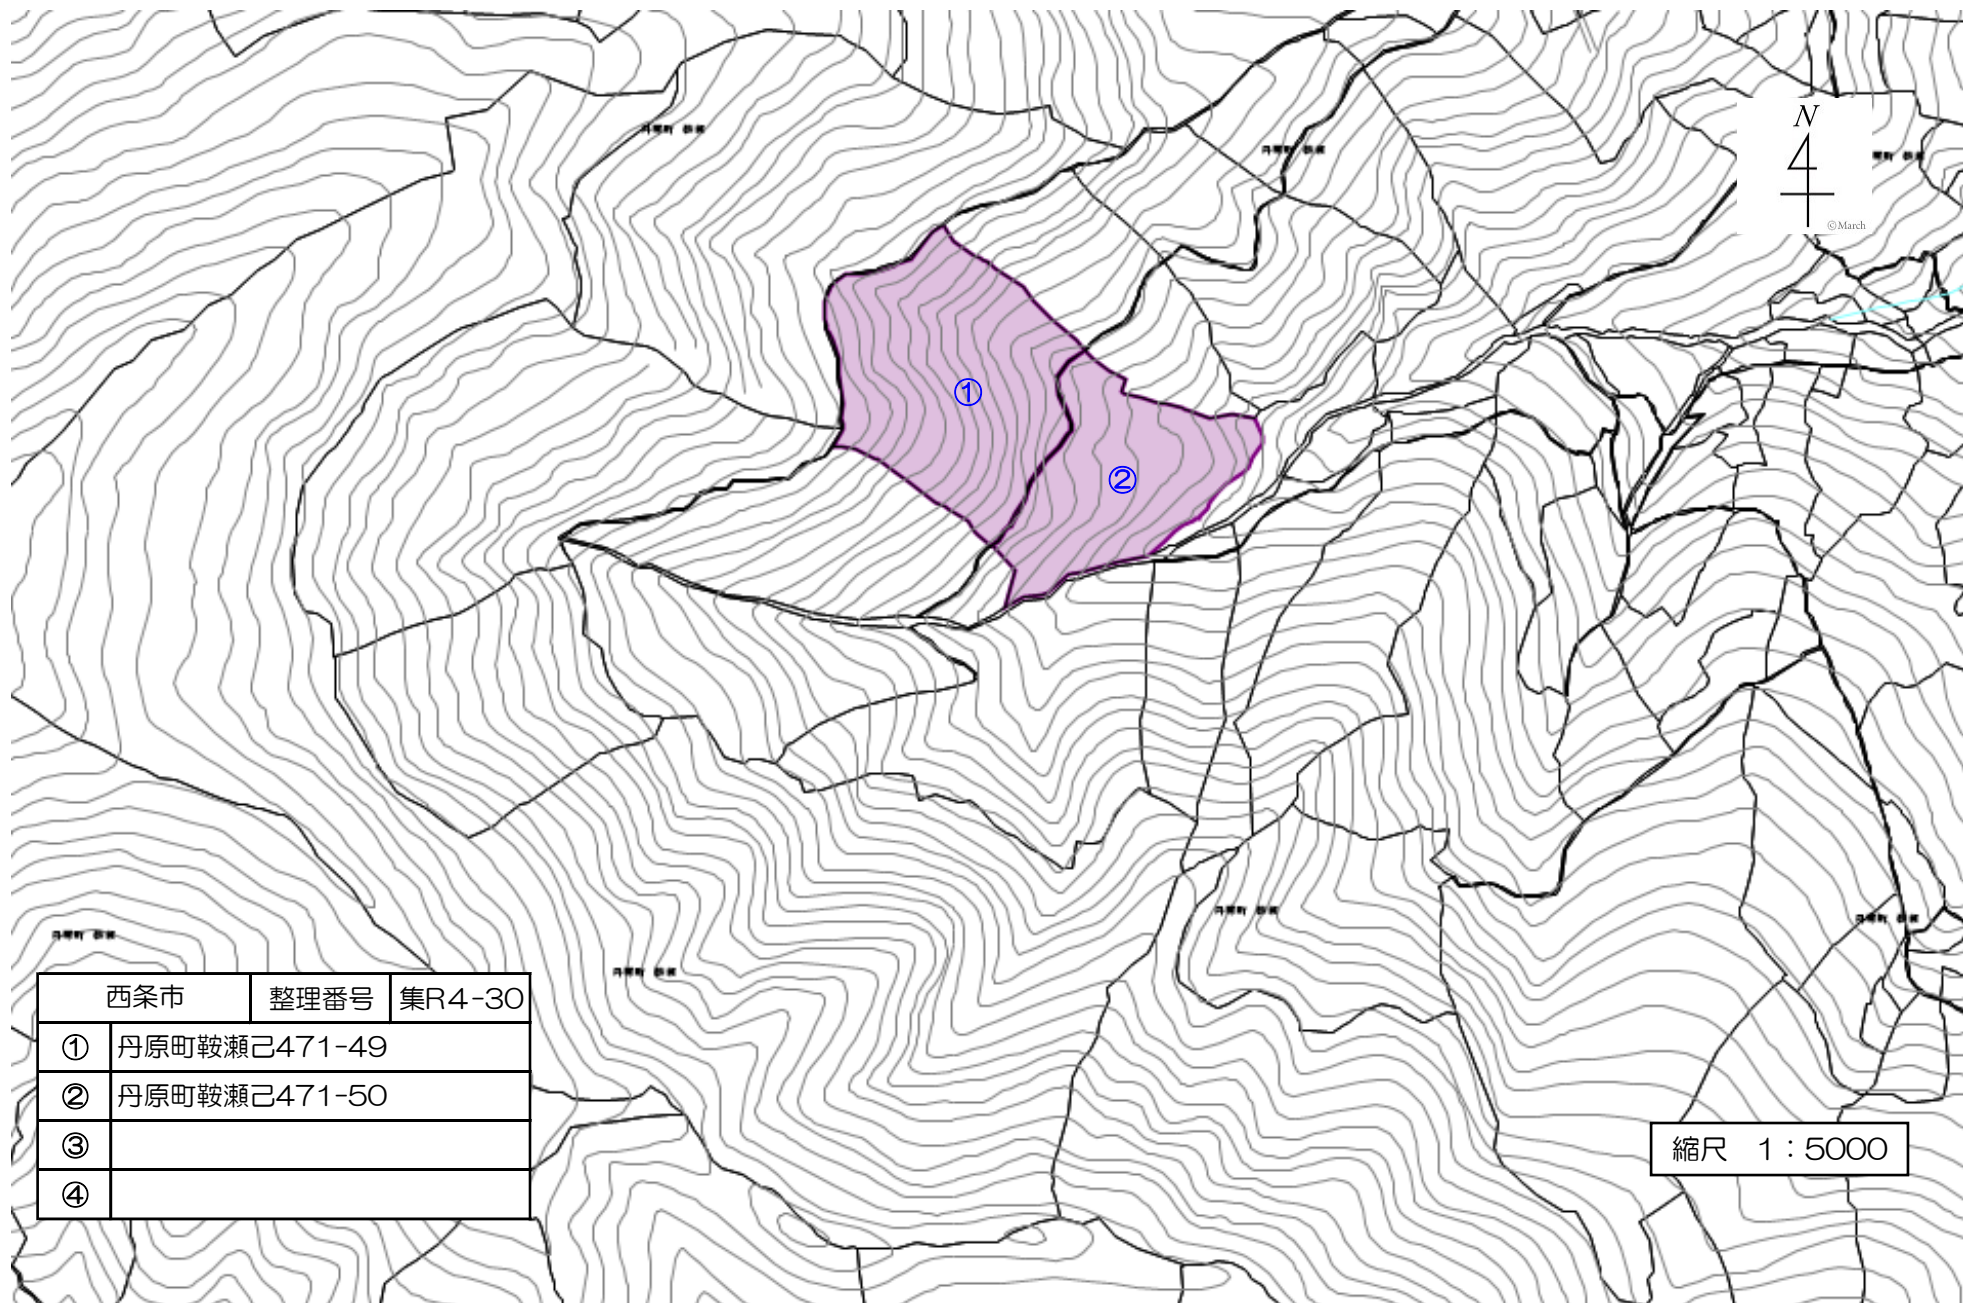 N
©March
①
②
西条市 整理番号 集R4-30
① 丹原町鞍瀬己471-49
② 丹原町鞍瀬己471-50
③
④
縮尺 1：5000